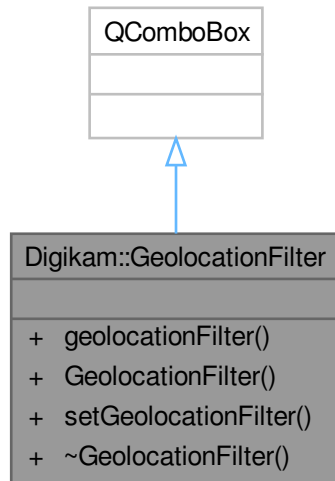 QComboBox
Digikam::GeolocationFilter
+ geolocationFilter()
+ GeolocationFilter()
+ setGeolocationFilter()
+ ~GeolocationFilter()